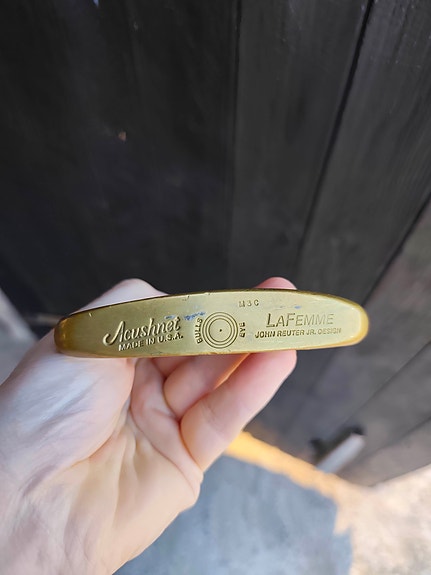 Acushnet
MADE IN U.S.A.
BULLS EYE
M3C
LAFEMME
JOHN REUTER JR. DESIGN